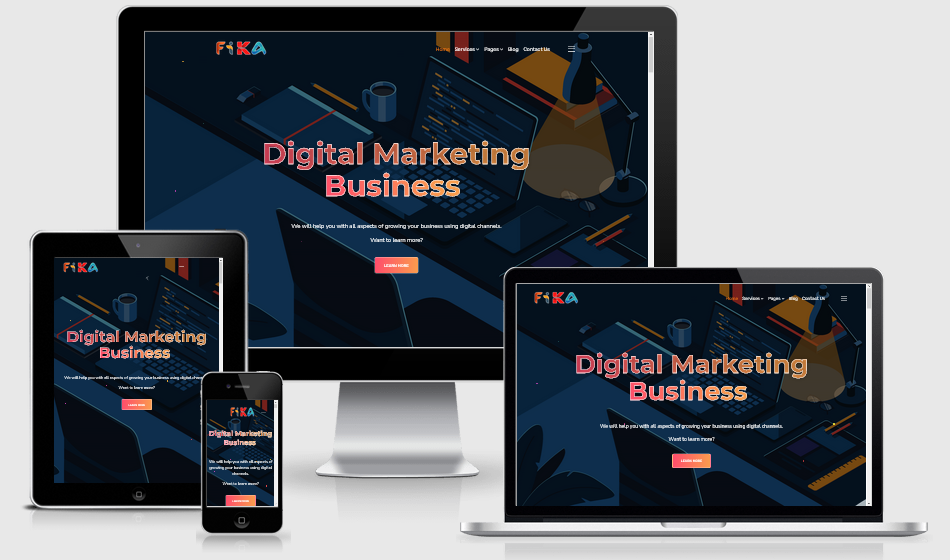 FiKA
Home Services Pages Blog Contact Us
Digital Marketing
Business
We will help you with all aspects of growing your business using digital channels.
Want to learn more?
LEARN MORE
FiKA
Digital Marketing
Business
We will help you with all aspects of growing your business using digital
Want to learn more?
LEARN MORE
FiKA
Digital Marketing
Business
We will help you with all aspects of
growing your business using digital
channels.
Want to learn more?
LEARN MORE
FiKA
Home Services Pages Blog Contact Us
Digital Marketing
Business
We will help you with all aspects of growing your business using digital channels.
Want to learn more?
LEARN MORE